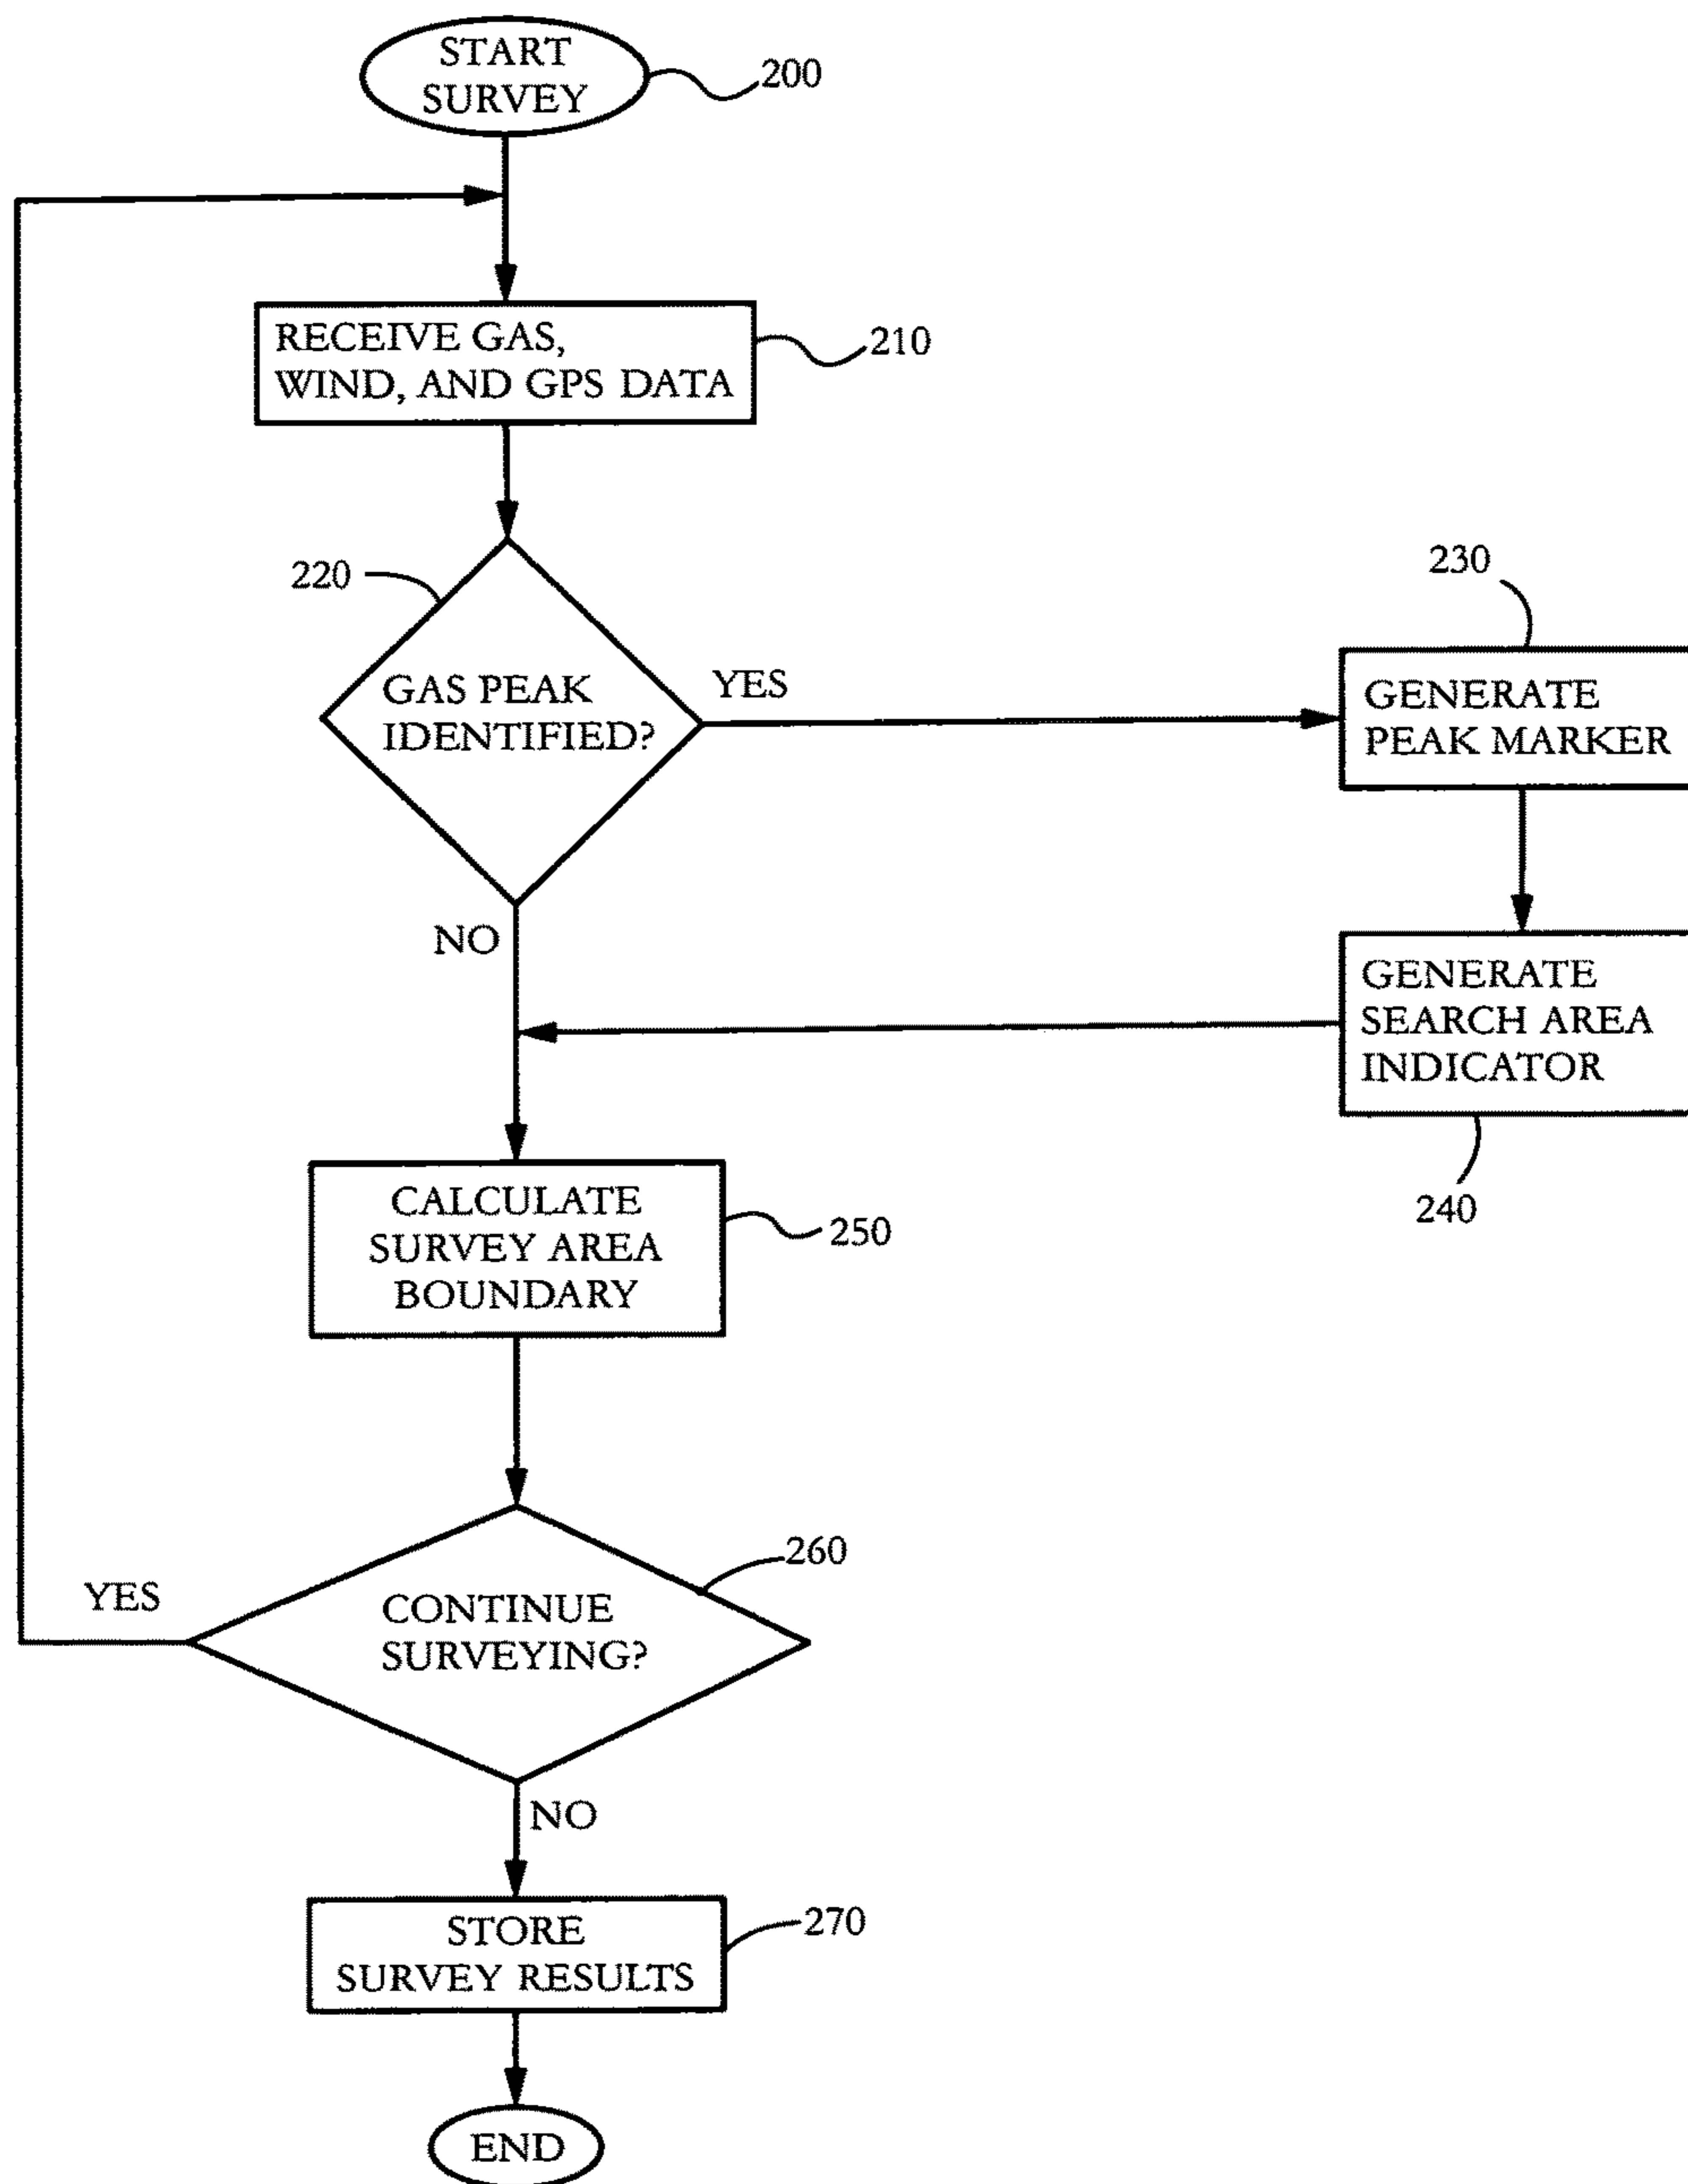 START
SURVEY
200
RECEIVE GAS,
WIND, AND GPS DATA
210
220
GAS PEAK
IDENTIFIED?
YES
230
GENERATE
PEAK MARKER
NO
GENERATE
SEARCH AREA
INDICATOR
240
CALCULATE
SURVEY AREA
BOUNDARY
250
260
CONTINUE
SURVEYING?
YES
NO
STORE
SURVEY RESULTS
270
END